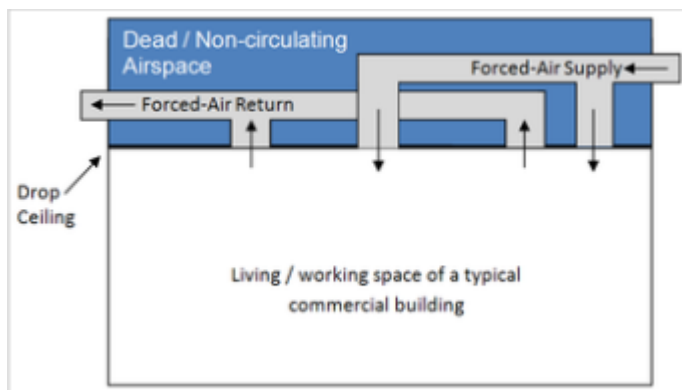 Dead / Non-circulating
Airspace
Forced-Air Supply
Forced-Air Return
Drop
Ceiling
Living / working space of a typical
commercial building